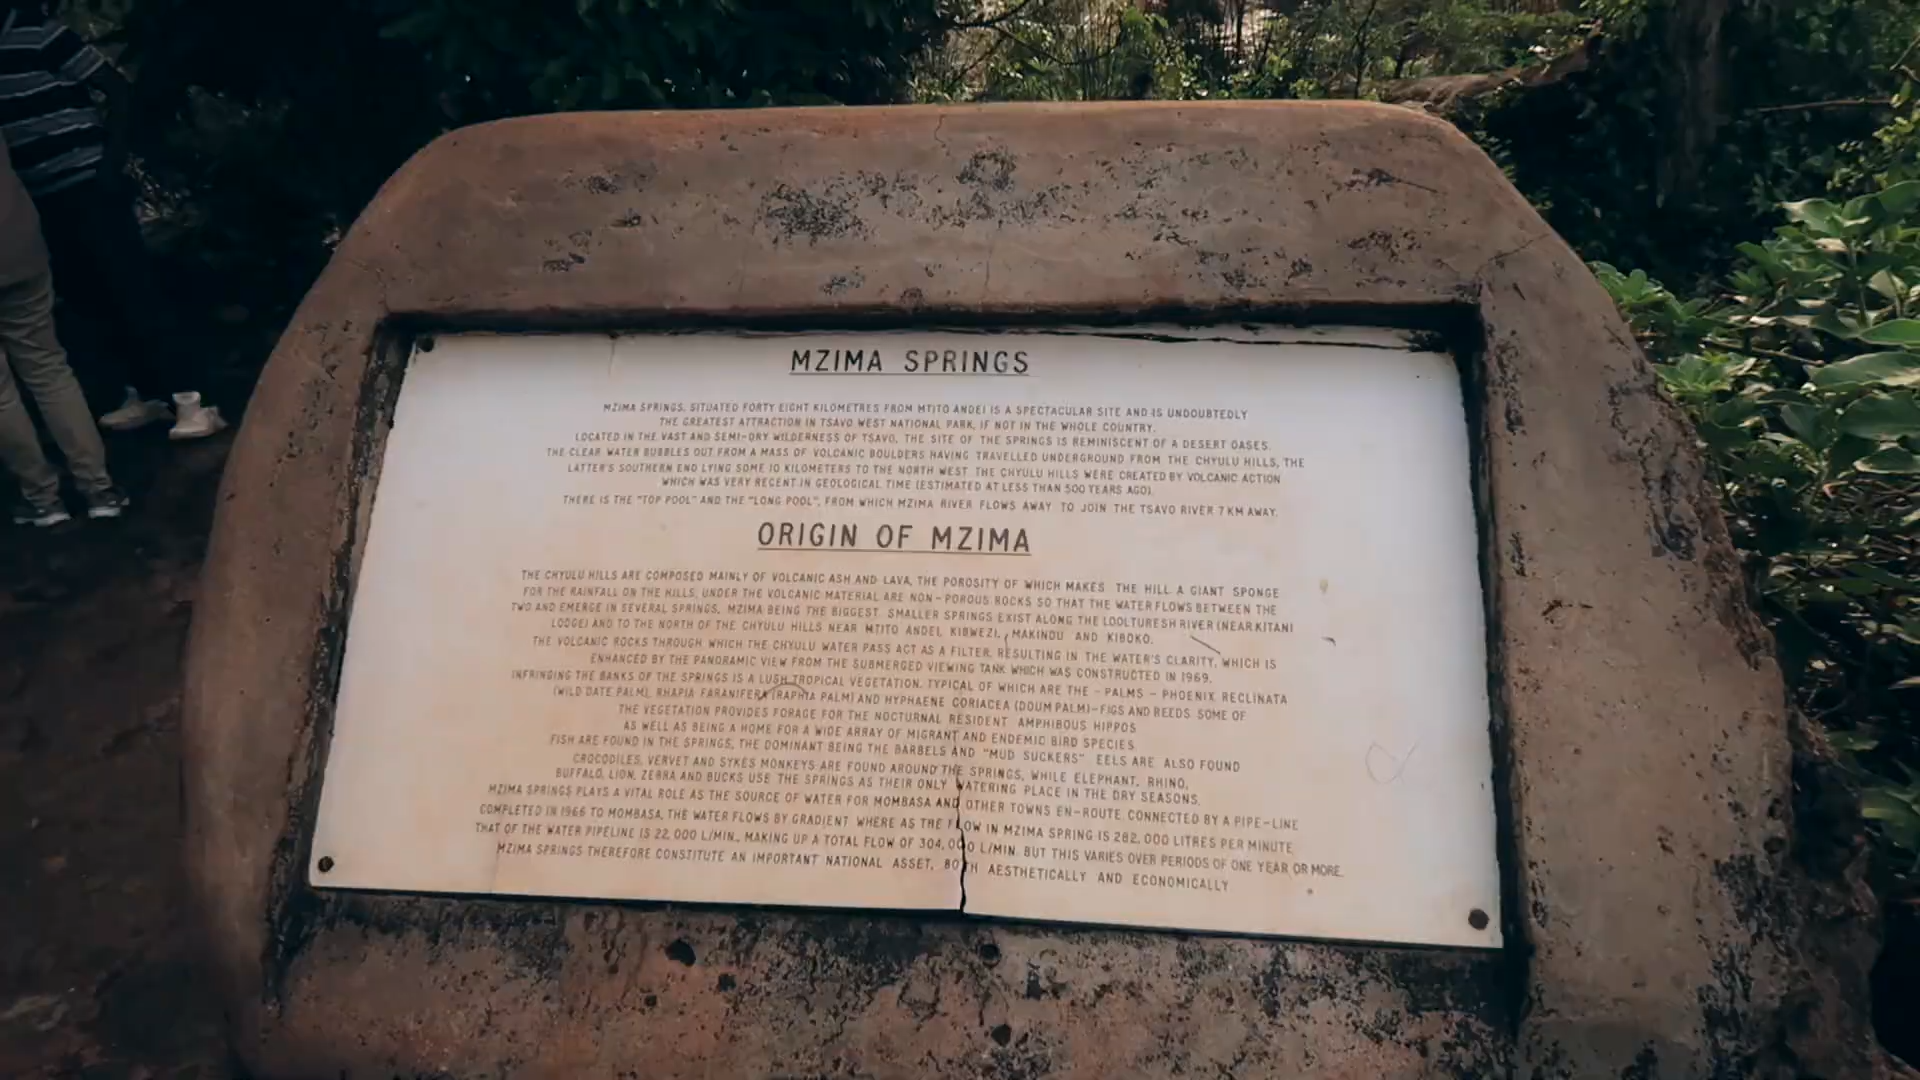 MZIMA SPRINGS
MZIMA SPRINGS, SITUATED FORTY EIGHT KILOMETRES FROM MTITO ANDEI IS A SPECTACULAR SITE AND IS UNDOUBTEDLY
THE GREATEST ATTRACTION IN TSAVO WEST NATIONAL PARK, IF NOT IN THE WHOLE COUNTRY.
LOCATED IN THE VAST AND SEMI-DRY WILDERNESS OF TSAVO, THE SITE OF THE SPRINGS IS REMINISCENT OF A DESERT OASES.
THE CLEAR WATER BUBBLES OUT FROM A MASS OF VOLCANIC BOULDERS HAVING TRAVELLED UNDERGROUND FROM THE CHYULU HILLS, THE
LATTER'S SOUTHERN END LYING SOME 10 KILOMETERS TO THE NORTH WEST. THE CHYULU HILLS WERE CREATED BY VOLCANIC ACTION
WHICH WAS VERY RECENT IN GEOLOGICAL TIME (ESTIMATED AT LESS THAN 500 YEARS AGO).
THERE IS THE "TOP POOL" AND THE "LONG POOL", FROM WHICH MZIMA RIVER FLOWS AWAY TO JOIN THE TSAVO RIVER 7 KM AWAY.
ORIGIN OF MZIMA
THE CHYULU HILLS ARE COMPOSED MAINLY OF VOLCANIC ASH AND LAVA, THE POROSITY OF WHICH MAKES THE HILL A GIANT SPONGE
FOR THE RAINFALL ON THE HILLS, UNDER THE VOLCANIC MATERIAL ARE NON-POROUS ROCKS SO THAT THE WATER FLOWS BETWEEN THE
TWO AND EMERGE IN SEVERAL SPRINGS, MZIMA BEING THE BIGGEST. SMALLER SPRINGS EXIST ALONG THE LOOLTURESH RIVER (NEAR KITANI
LODGE) AND TO THE NORTH OF THE CHYULU HILLS NEAR MTITO ANDEI, KIBWEZI, MAKINDU AND KIBOKO.
THE VOLCANIC ROCKS THROUGH WHICH THE CHYULU WATER PASS ACT AS A FILTER, RESULTING IN THE WATER'S CLARITY, WHICH IS
ENHANCED BY THE PANORAMIC VIEW FROM THE SUBMERGED VIEWING TANK WHICH WAS CONSTRUCTED IN 1969.
INFRINGING THE BANKS OF THE SPRINGS IS A LUSH TROPICAL VEGETATION, TYPICAL OF WHICH ARE THE - PALMS - PHOENIX RECLINATA
(WILD DATE PALM), RHAPIA FARANIFERA (RAPHIA PALM) AND HYPHAENE CORIACEA (DOUM PALM)-FIGS AND REEDS SOME OF
THE VEGETATION PROVIDES FORAGE FOR THE NOCTURNAL RESIDENT AMPHIBOUS HIPPOS
AS WELL AS BEING A HOME FOR A WIDE ARRAY OF MIGRANT AND ENDEMIC BIRD SPECIES.
FISH ARE FOUND IN THE SPRINGS, THE DOMINANT BEING THE BARBELS AND "MUD SUCKERS" EELS ARE ALSO FOUND
CROCODILES, VERVET AND SYKES MONKEYS ARE FOUND AROUND THE SPRINGS, WHILE ELEPHANT, RHINO,
BUFFALO, LION, ZEBRA AND BUCKS USE THE SPRINGS AS THEIR ONLY WATERING PLACE IN THE DRY SEASONS.
MZIMA SPRINGS PLAYS A VITAL ROLE AS THE SOURCE OF WATER FOR MOMBASA AND OTHER TOWNS EN-ROUTE, CONNECTED BY A PIPE-LINE
COMPLETED IN 1966 TO MOMBASA, THE WATER FLOWS BY GRADIENT WHERE AS THE FLOW IN MZIMA SPRING IS 282,000 LITRES PER MINUTE
THAT OF THE WATER PIPELINE IS 22,000 L/MIN., MAKING UP A TOTAL FLOW OF 304,000 L/MIN. BUT THIS VARIES OVER PERIODS OF ONE YEAR OR MORE.
MZIMA SPRINGS THEREFORE CONSTITUTE AN IMPORTANT NATIONAL ASSET, BOTH AESTHETICALLY AND ECONOMICALLY